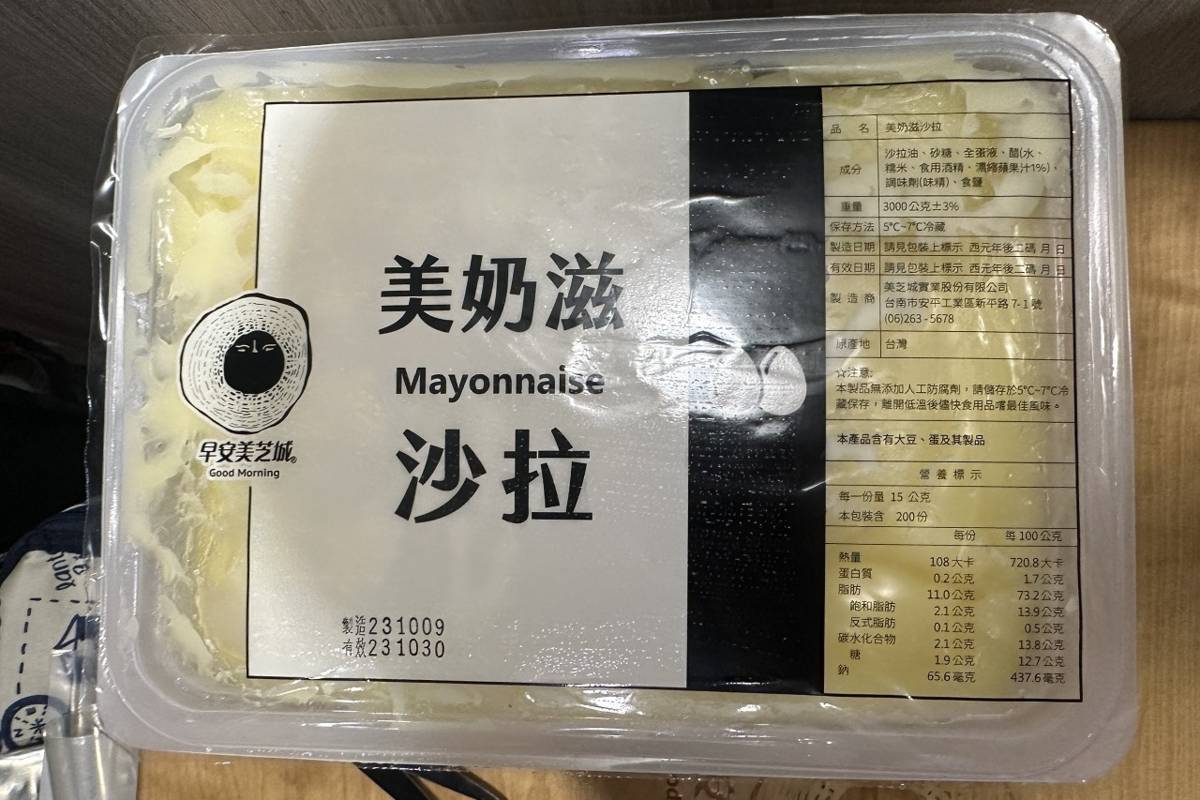 美奶滋
Mayonnaise
沙拉
早安美芝城®
Good Morning
製造231009
有效231030
品名 美奶滋沙拉
成分 沙拉油、砂糖、全蛋液、醋(水、
糯米、食用酒精、濃縮蘋果汁1%)、
調味劑(味精)、食鹽
重量 3000公克±3%
保存方法 5°C~7°C冷藏
製造日期 請見包裝上標示 西元年後二碼 月 日
有效日期 請見包裝上標示 西元年後二碼 月 日
製造商 美芝城實業股份有限公司
台南市安平工業區新平路7-1號
(06)263-5678
原產地 台灣
☆注意:
本製品無添加人工防腐劑，請儲存於5°C~7°C冷
藏保存，離開低溫後儘快食用品嚐最佳風味。
本產品含有大豆、蛋及其製品
營養標示
每一份量 15 公克
本包裝含 200份
每份 每100公克
熱量 108大卡 720.8大卡
蛋白質 0.2公克 1.7公克
脂肪 11.0公克 73.2公克
飽和脂肪 2.1公克 13.9公克
反式脂肪 0.1公克 0.5公克
碳水化合物 2.1公克 13.8公克
糖 1.9公克 12.7公克
鈉 65.6毫克 437.6毫克